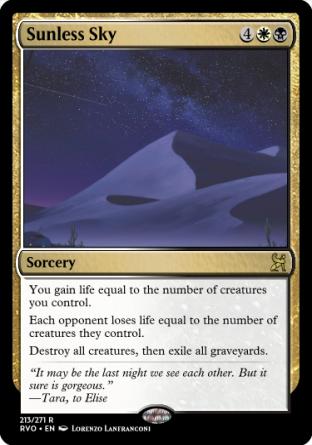 Sunless Sky 4
Sorcery
You gain life equal to the number of creatures
you control.
Each opponent loses life equal to the number of
creatures they control.
Destroy all creatures, then exile all graveyards.
“It may be the last night we see each other. But it
sure is gorgeous.”
—Tara, to Elise
213/271 R
RVO • EN Lorenzo Lanfranconi